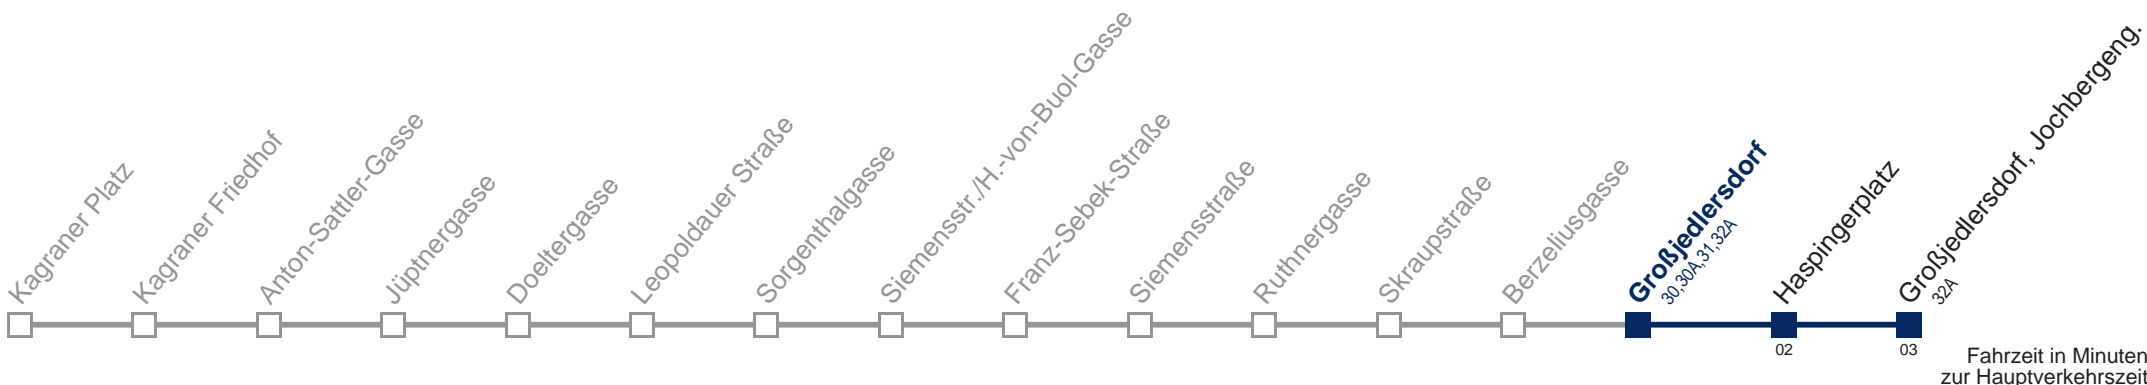 Kagraner Platz
Kagraner Friedhof
Anton-Sattler-Gasse
Jüptnergasse
Doeltergasse
Leopoldauer Straße
Sorgenthalgasse
Siemensstr./H.-von-Buol-Gasse
Franz-Sebek-Straße
Siemensstraße
Ruthnergasse
Skraupstraße
Berzeliusgasse
Großjedlersdorf
30,30A,31,32A
Haspingerplatz
02
Großjedlersdorf, Jochbergeng.
32A
03
Fahrzeit in Minuten
zur Hauptverkehrszeit